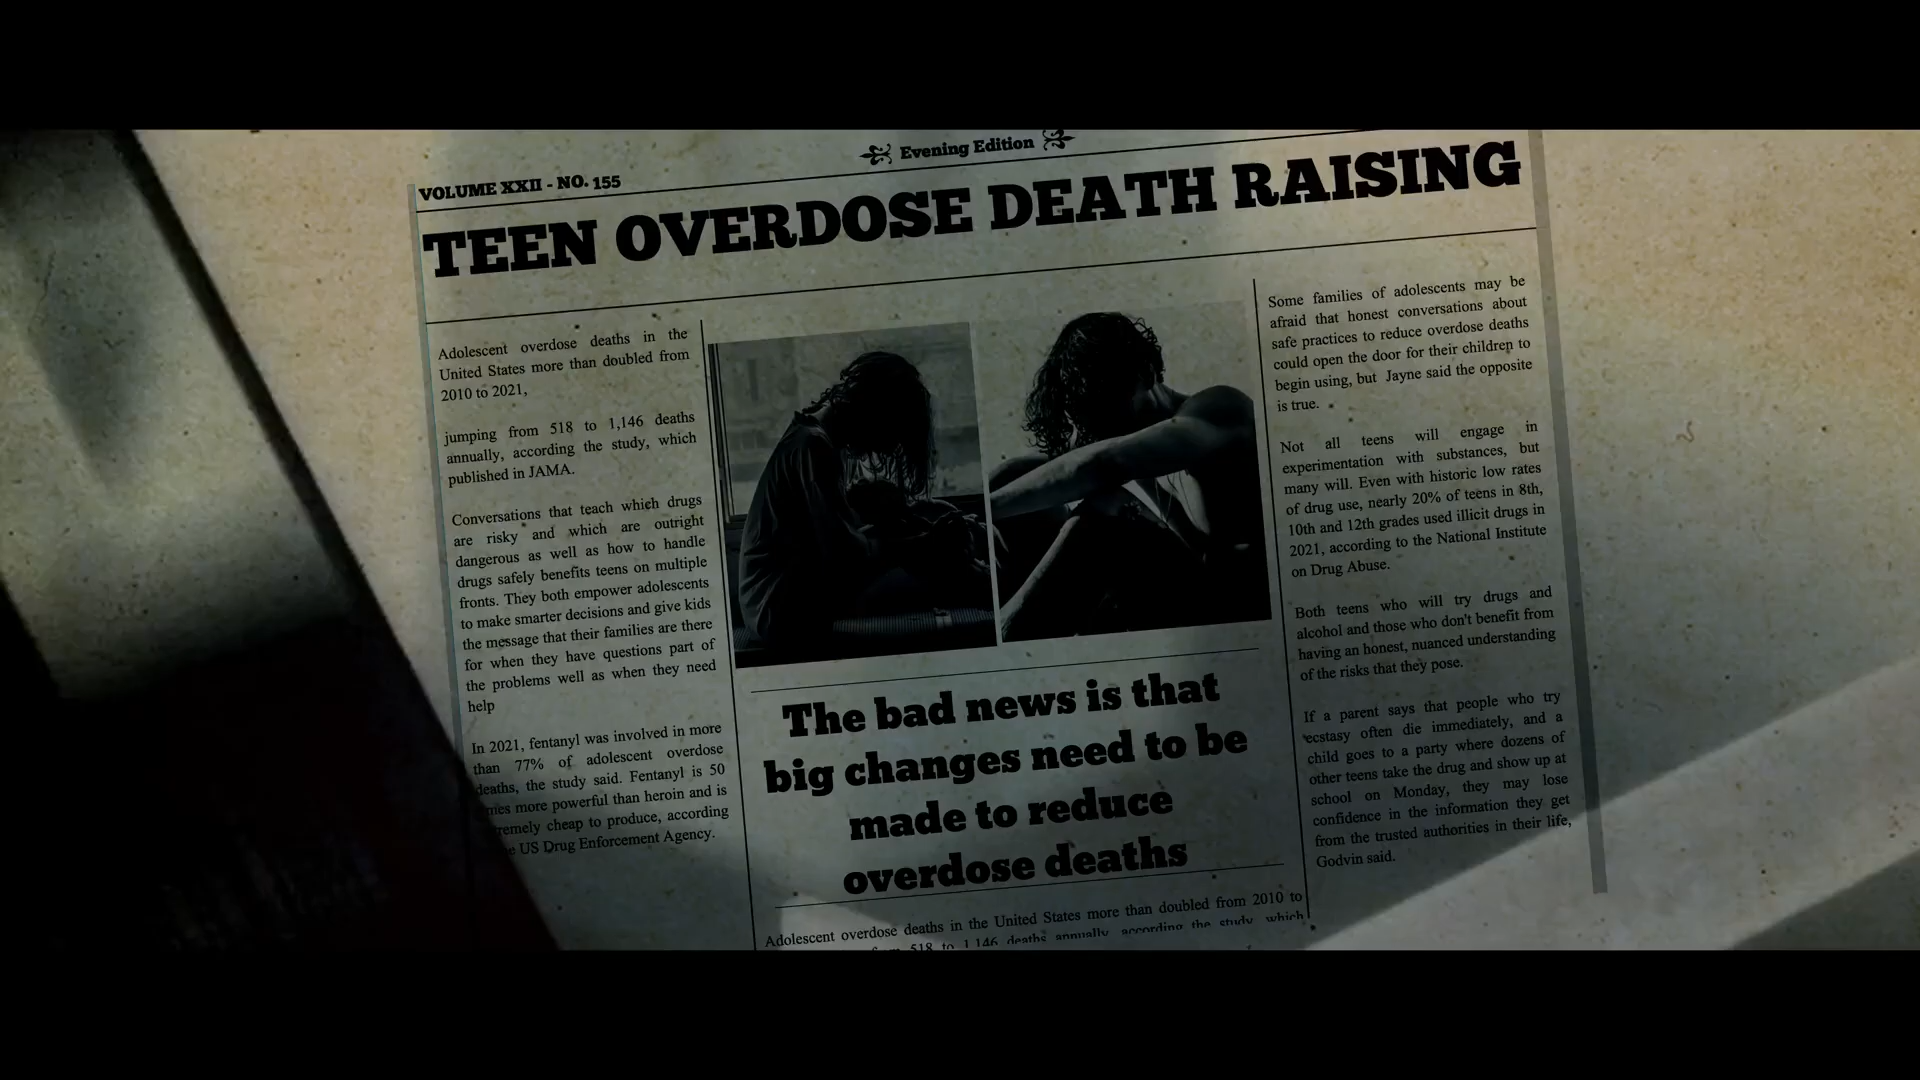 Evening Edition
VOLUME XXII - NO. 155
TEEN OVERDOSE DEATH RAISING
Adolescent overdose deaths in the
United States more than doubled from
2010 to 2021,
jumping from 518 to 1,146 deaths
annually, according the study, which
published in JAMA.
Conversations that teach which drugs
are risky and which are outright
dangerous as well as how to handle
drugs safely benefits teens on multiple
fronts. They both empower adolescents
to make smarter decisions and give kids
the message that their families are there
for when they have questions part of
the problems well as when they need
help
In 2021, fentanyl was involved in more
than 77% of adolescent overdose
deaths, the study said. Fentanyl is 50
more powerful than heroin and is
cheap to produce, according
US Drug Enforcement Agency.
The bad news is that
big changes need to be
made to reduce
overdose deaths
Adolescent overdose deaths in the United States more than doubled from 2010 to
518 to 1,146 deaths annually, according the study, which
Some families of adolescents may be
afraid that honest conversations about
safe practices to reduce overdose deaths
could open the door for their children to
begin using, but Jayne said the opposite
is true.
Not all teens will engage in
experimentation with substances, but
many will. Even with historic low rates
of drug use, nearly 20% of teens in 8th,
10th and 12th grades used illicit drugs in
2021, according to the National Institute
on Drug Abuse.
Both teens who will try drugs and
alcohol and those who don't benefit from
having an honest, nuanced understanding
of the risks that they pose.
If a parent says that people who try
ecstasy often die immediately, and a
child goes to a party where dozens of
other teens take the drug and show up at
school on Monday, they may lose
confidence in the information they get
from the trusted authorities in their life,
Godvin said.